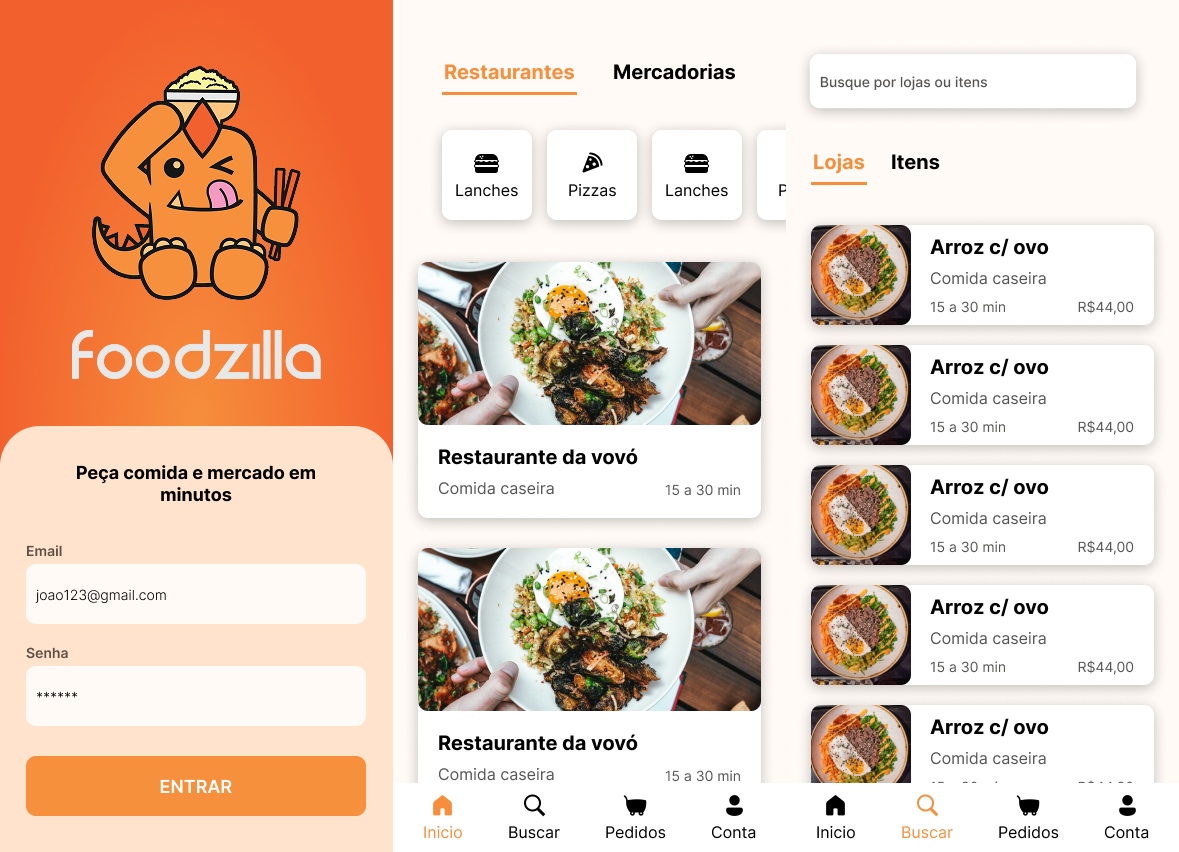 foodzilla
Peça comida e mercado em
minutos
Email
joao123@gmail.com
Senha
******
ENTRAR
Restaurantes Mercadorias
Lanches Pizzas Lanches P
Restaurante da vovó
Comida caseira 15 a 30 min
Restaurante da vovó
Comida caseira 15 a 30 min
Inicio Buscar Pedidos Conta
Busque por lojas ou itens
Lojas Itens
Arroz c/ ovo
Comida caseira
15 a 30 min R$44,00
Arroz c/ ovo
Comida caseira
15 a 30 min R$44,00
Arroz c/ ovo
Comida caseira
15 a 30 min R$44,00
Arroz c/ ovo
Comida caseira
15 a 30 min R$44,00
Arroz c/ ovo
Comida caseira
Inicio Buscar Pedidos Conta